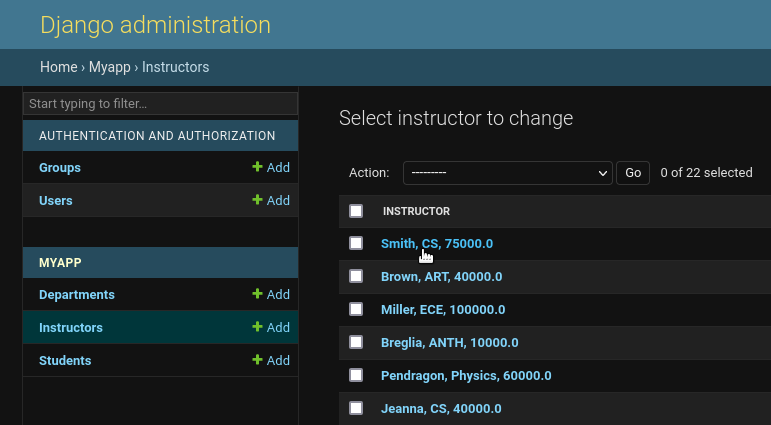 Django administration
Home › Myapp › Instructors
Start typing to filter…
AUTHENTICATION AND AUTHORIZATION
Groups + Add
Users + Add
MYAPP
Departments + Add
Instructors + Add
Students + Add
Select instructor to change
Action: --------- Go 0 of 22 selected
INSTRUCTOR
Smith, CS, 75000.0
Brown, ART, 40000.0
Miller, ECE, 100000.0
Breglia, ANTH, 10000.0
Pendragon, Physics, 60000.0
Jeanna, CS, 40000.0